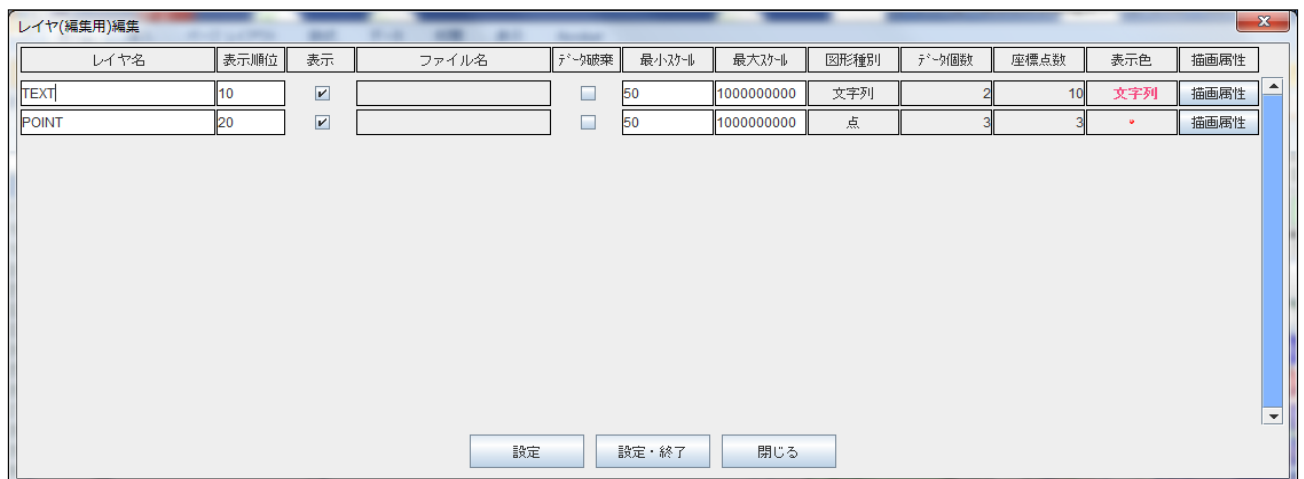 レイヤ(編集用)編集
レイヤ名 表示順位 表示 ファイル名 ﾃﾞｰﾀ破棄 最小ｽｹｰﾙ 最大ｽｹｰﾙ 図形種別 ﾃﾞｰﾀ個数 座標点数 表示色 描画属性
TEXT 10 50 1000000000 文字列 2 10 文字列 描画属性
POINT 20 50 1000000000 点 3 3 描画属性
設定 設定・終了 閉じる